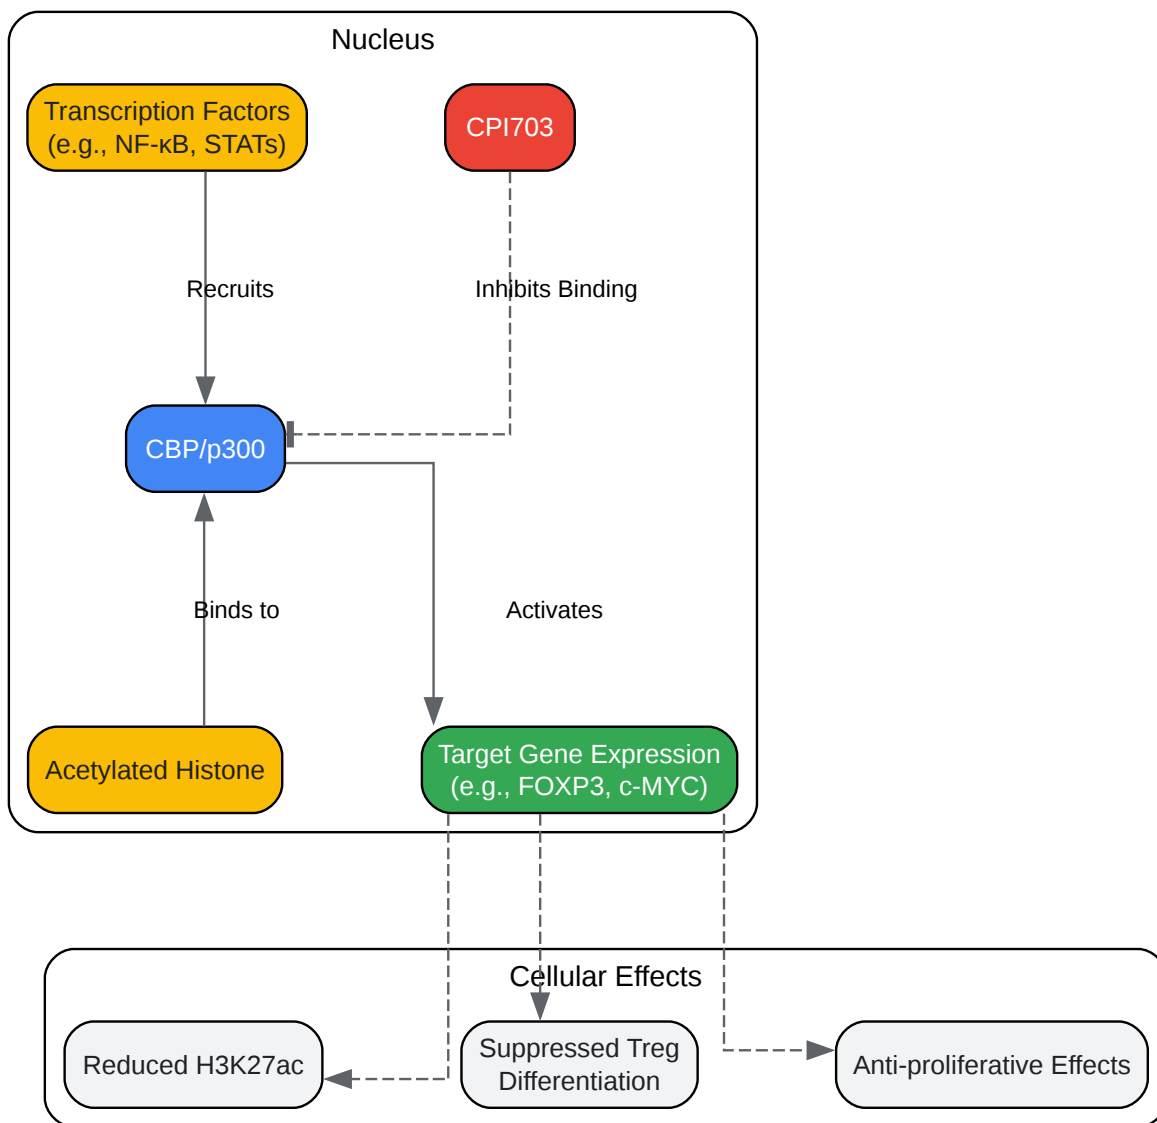 Nucleus
Transcription Factors
(e.g., NF-κB, STATs)
CPI703
Recruits
Inhibits Binding
CBP/p300
Binds to
Activates
Acetylated Histone
Target Gene Expression
(e.g., FOXP3, c-MYC)
Cellular Effects
Reduced H3K27ac
Suppressed Treg
Differentiation
Anti-proliferative Effects